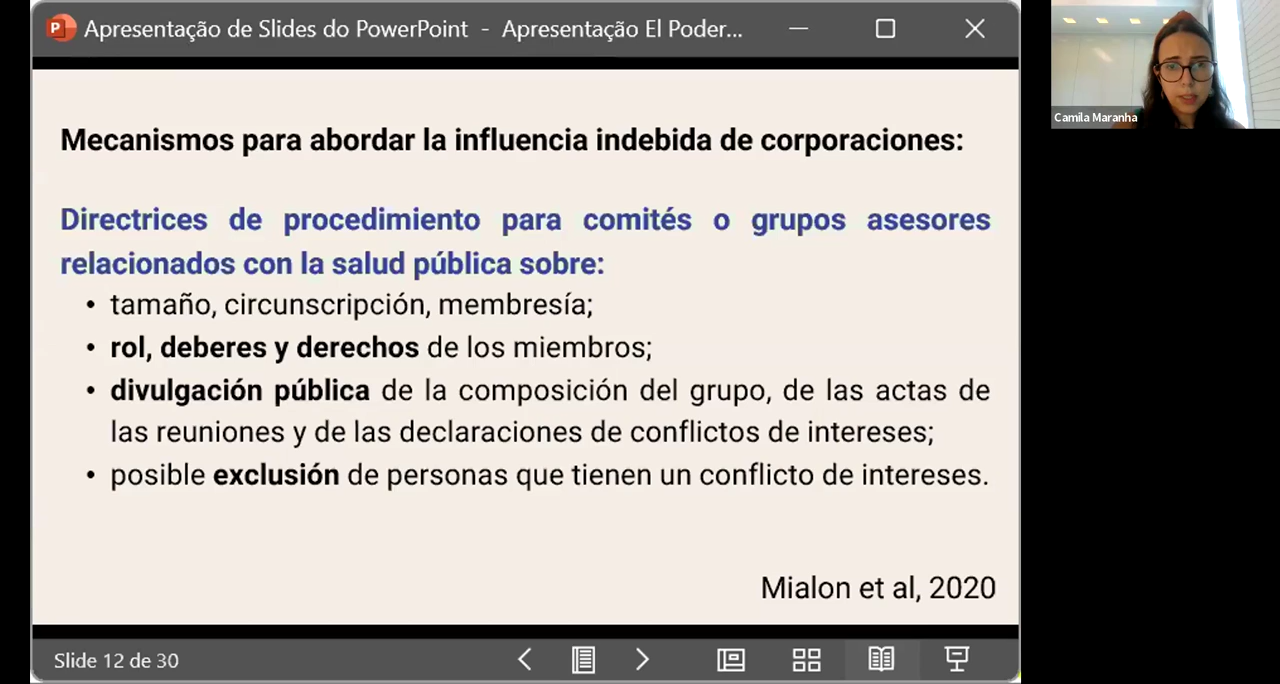 Apresentação de Slides do PowerPoint - Apresentação El Poder...
Camila Maranha
Mecanismos para abordar la influencia indebida de corporaciones:
Directrices de procedimiento para comités o grupos asesores
relacionados con la salud pública sobre:
• tamaño, circunscripción, membresía;
• rol, deberes y derechos de los miembros;
• divulgación pública de la composición del grupo, de las actas de
las reuniones y de las declaraciones de conflictos de intereses;
• posible exclusión de personas que tienen un conflicto de intereses.
Mialon et al, 2020
Slide 12 de 30